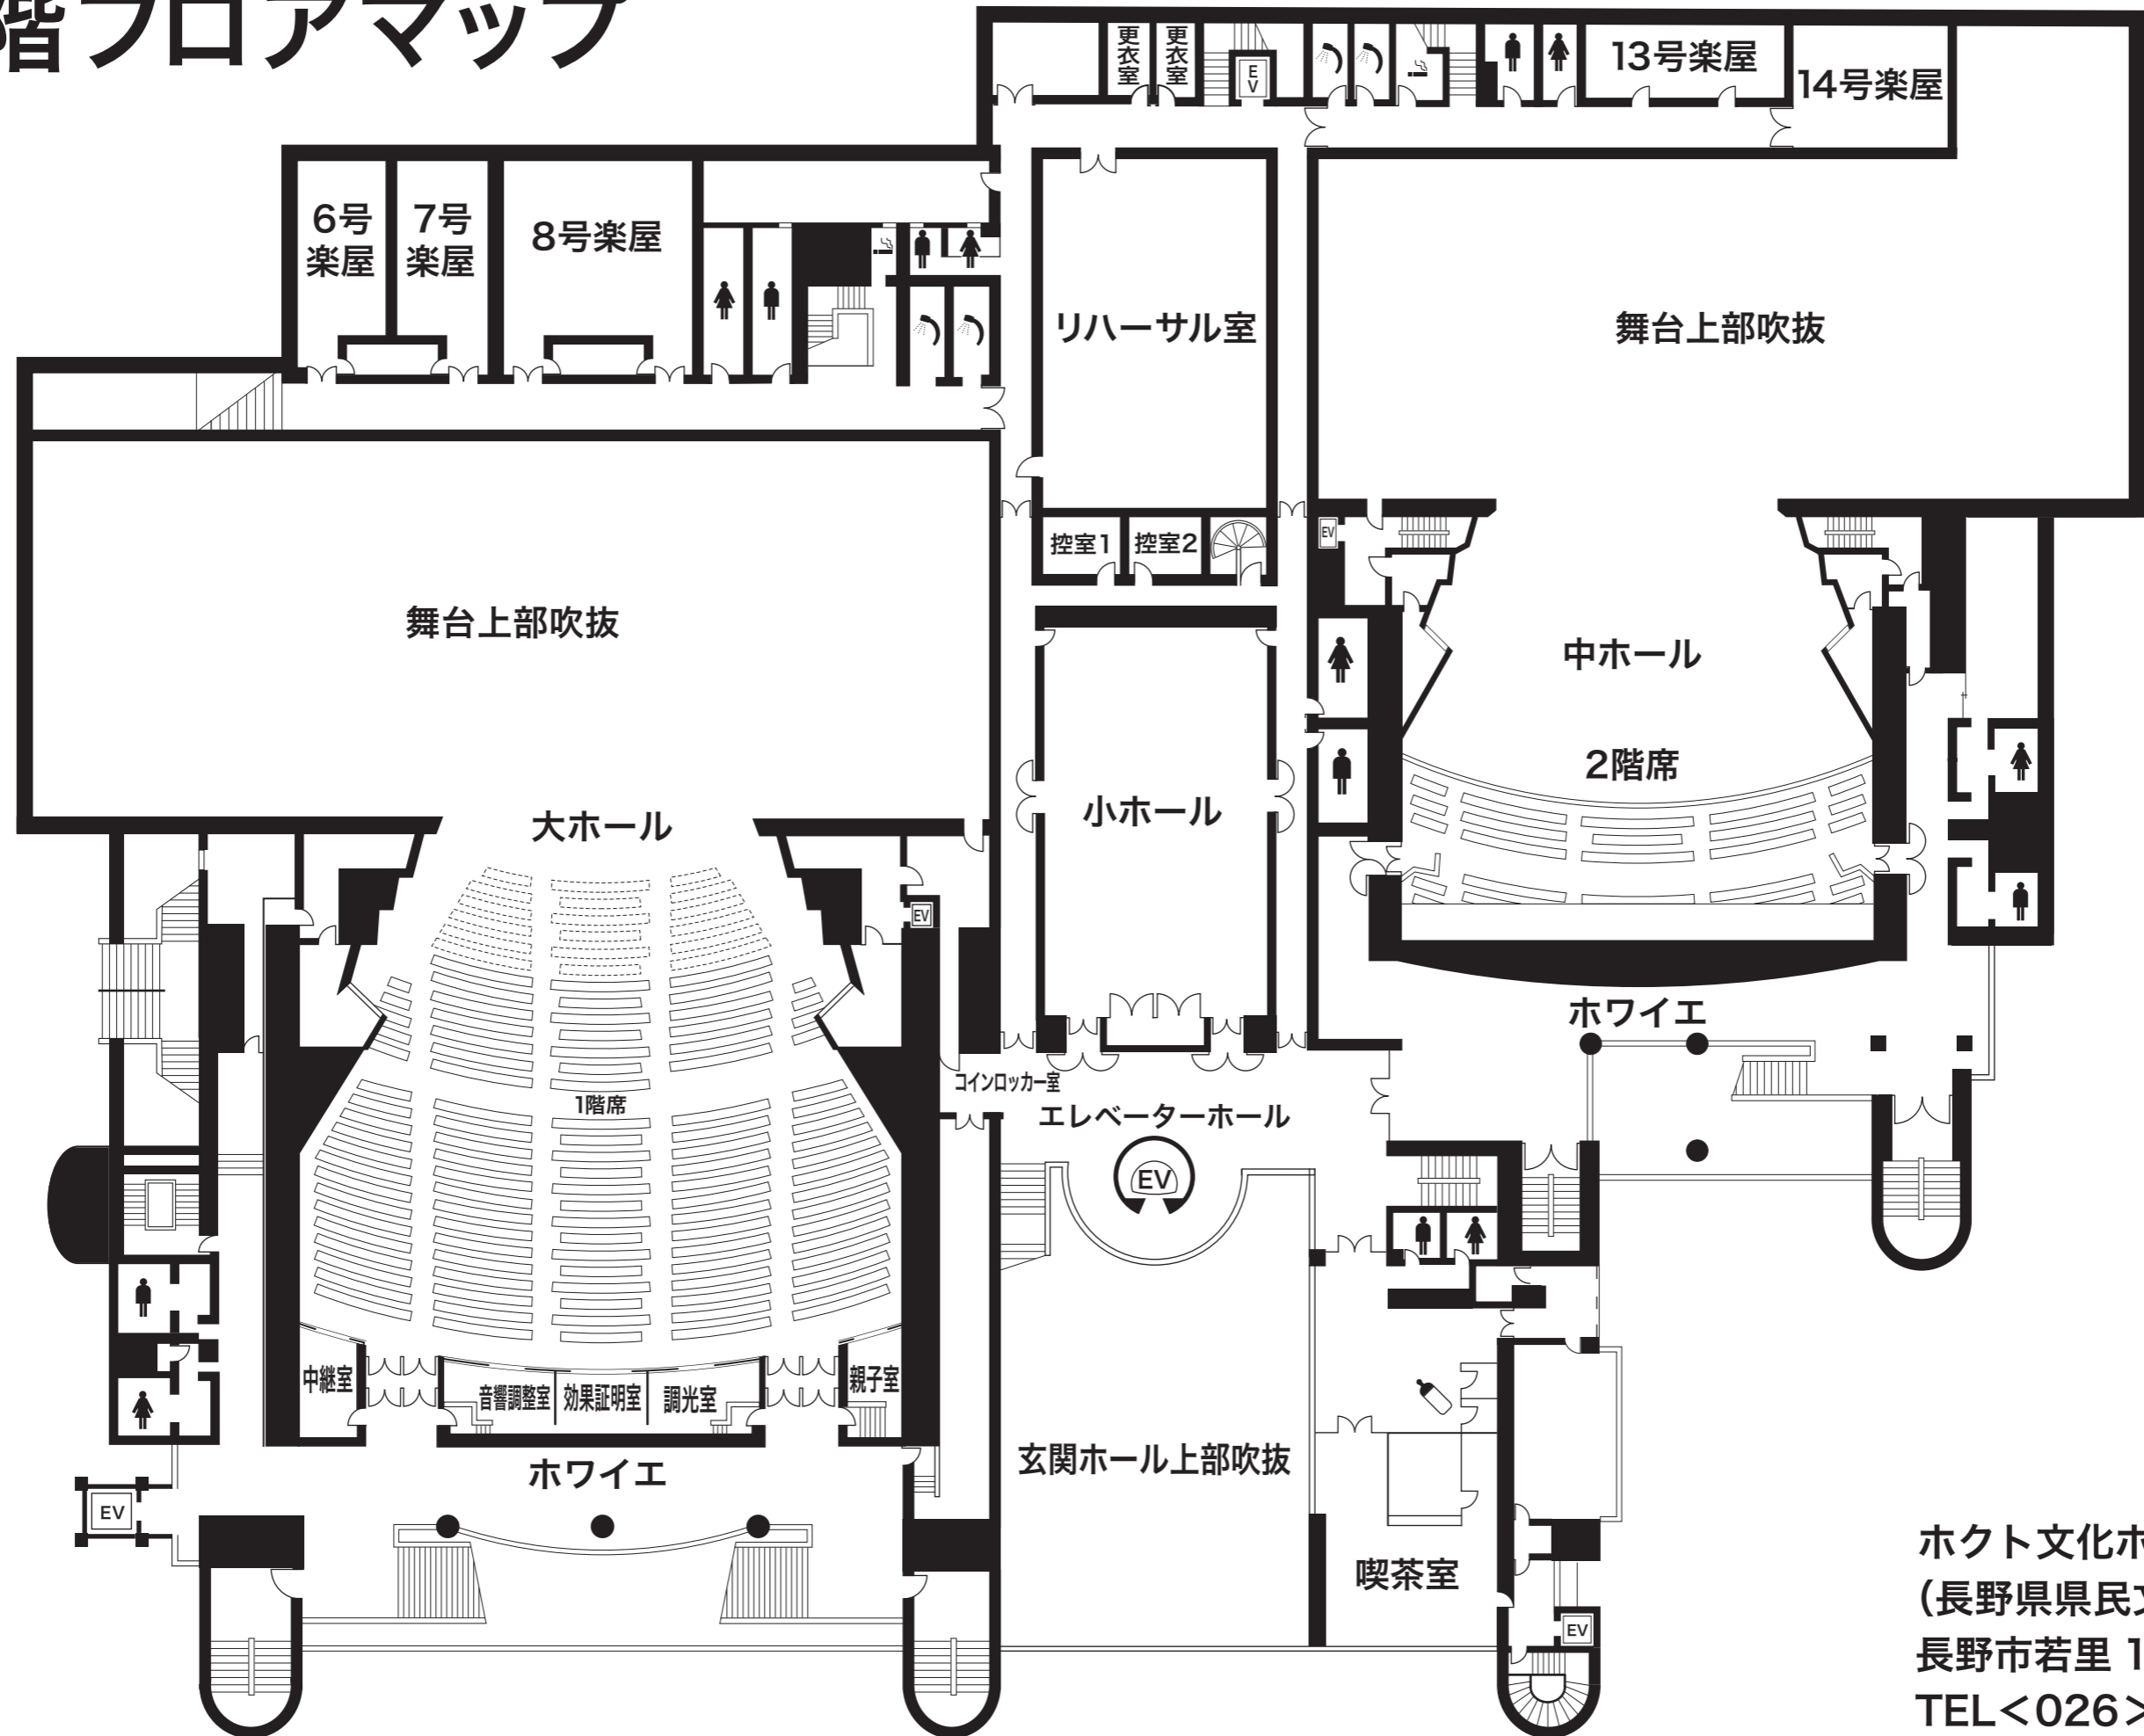 階フロアマップ
更衣室
更衣室
EV
13号楽屋
14号楽屋
6号
楽屋
7号
楽屋
8号楽屋
リハーサル室
舞台上部吹抜
控室1
控室2
EV
舞台上部吹抜
中ホール
2階席
大ホール
小ホール
EV
ホワイエ
コインロッカー室
1階席
エレベーターホール
EV
中継室
音響調整室
効果証明室
調光室
親子室
ホワイエ
玄関ホール上部吹抜
EV
喫茶室
EV
ホクト文化ホ
（長野県県民文
長野市若里 1
TEL＜026＞